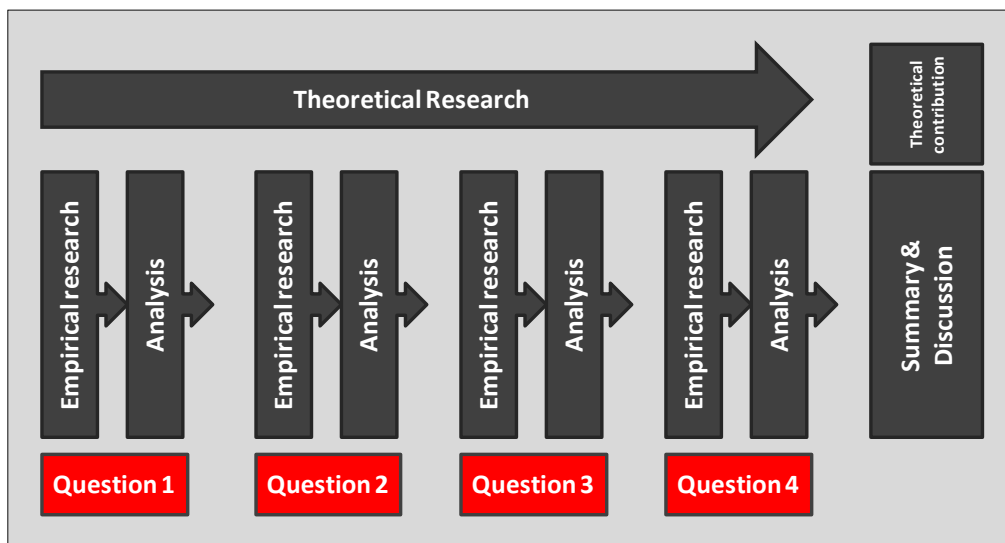 Theoretical Research
Theoretical
contribution
Empirical research
Analysis
Empirical research
Analysis
Empirical research
Analysis
Empirical research
Analysis
Summary &
Discussion
Question 1
Question 2
Question 3
Question 4